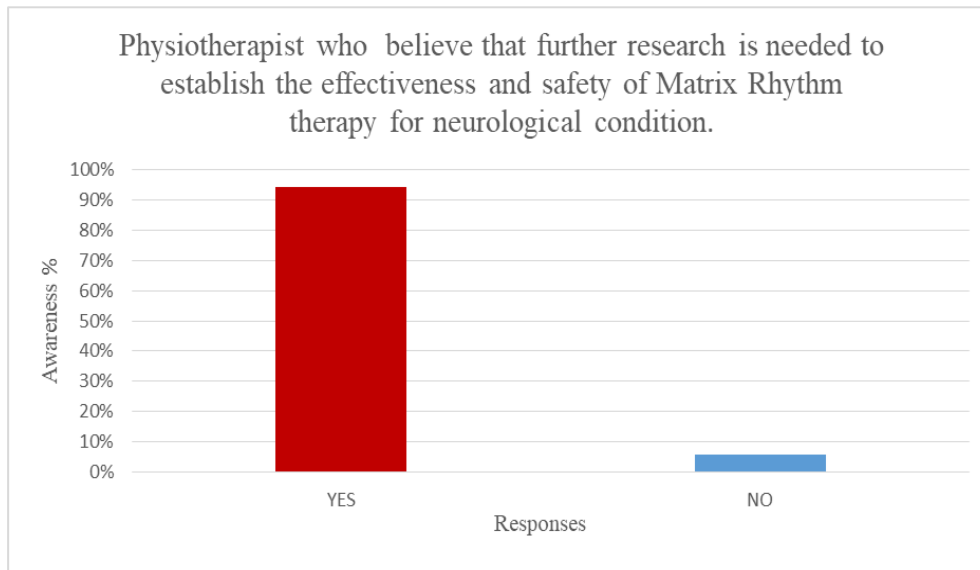 Physiotherapist who  believe that further research is needed to
establish the effectiveness and safety of Matrix Rhythm
therapy for neurological condition.
100%
90%
80%
70%
60%
50%
40%
30%
20%
10%
0%
Awareness %
YES
NO
Responses